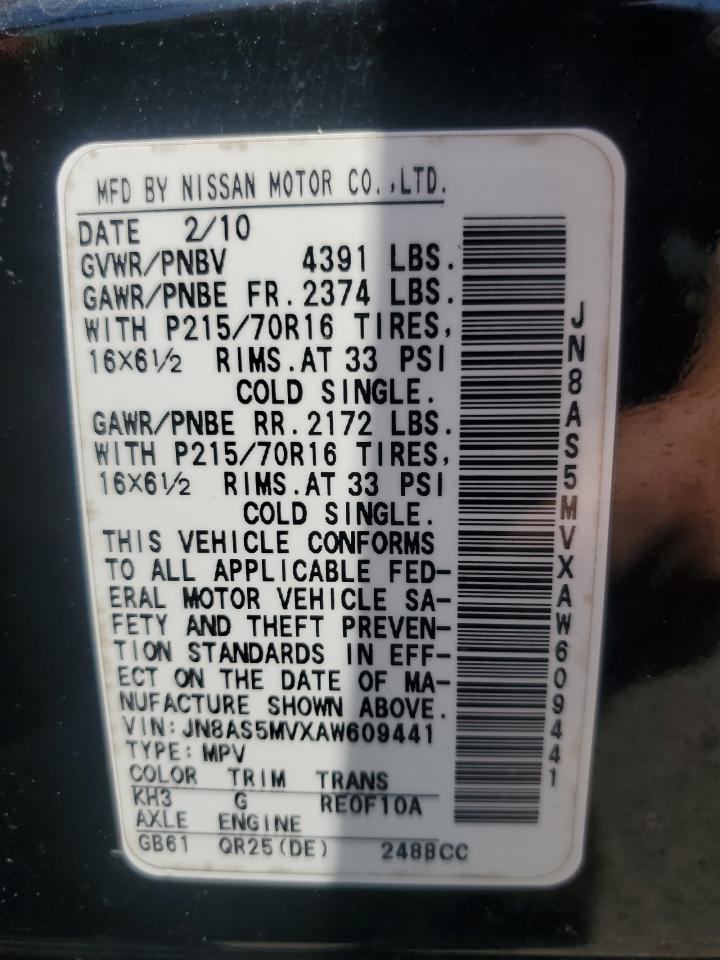 MFD BY NISSAN MOTOR CO.,LTD.
DATE 2/10
GVWR/PNBV 4391 LBS.
GAWR/PNBE FR. 2374 LBS.
WITH P215/70R16 TIRES,
16X6½ RIMS. AT 33 PSI
COLD SINGLE.
GAWR/PNBE RR. 2172 LBS.
WITH P215/70R16 TIRES,
16X6½ RIMS. AT 33 PSI
COLD SINGLE.
THIS VEHICLE CONFORMS
TO ALL APPLICABLE FED-
ERAL MOTOR VEHICLE SA-
FETY AND THEFT PREVEN-
TION STANDARDS IN EFF-
ECT ON THE DATE OF MA-
NUFACTURE SHOWN ABOVE.
VIN: JN8AS5MVXAW609441
TYPE: MPV
COLOR TRIM TRANS
KH3 G RE0F10A
AXLE ENGINE
GB61 QR25(DE) 2488CC
JN8AS5MVXAW609441